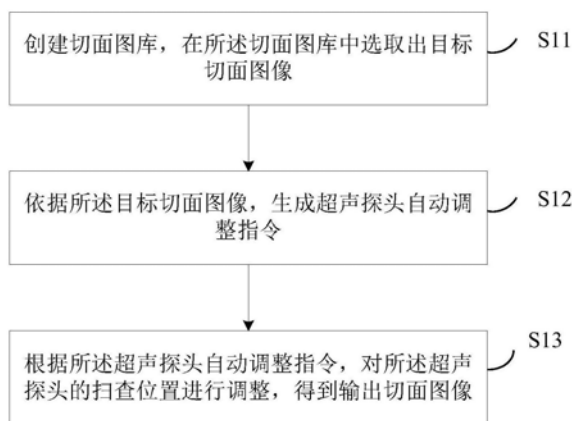 创建切面图库，在所述切面图库中选取出目标
切面图像
S11
依据所述目标切面图像，生成超声探头自动调
整指令
S12
根据所述超声探头自动调整指令，对所述超声
探头的扫查位置进行调整，得到输出切面图像
S13